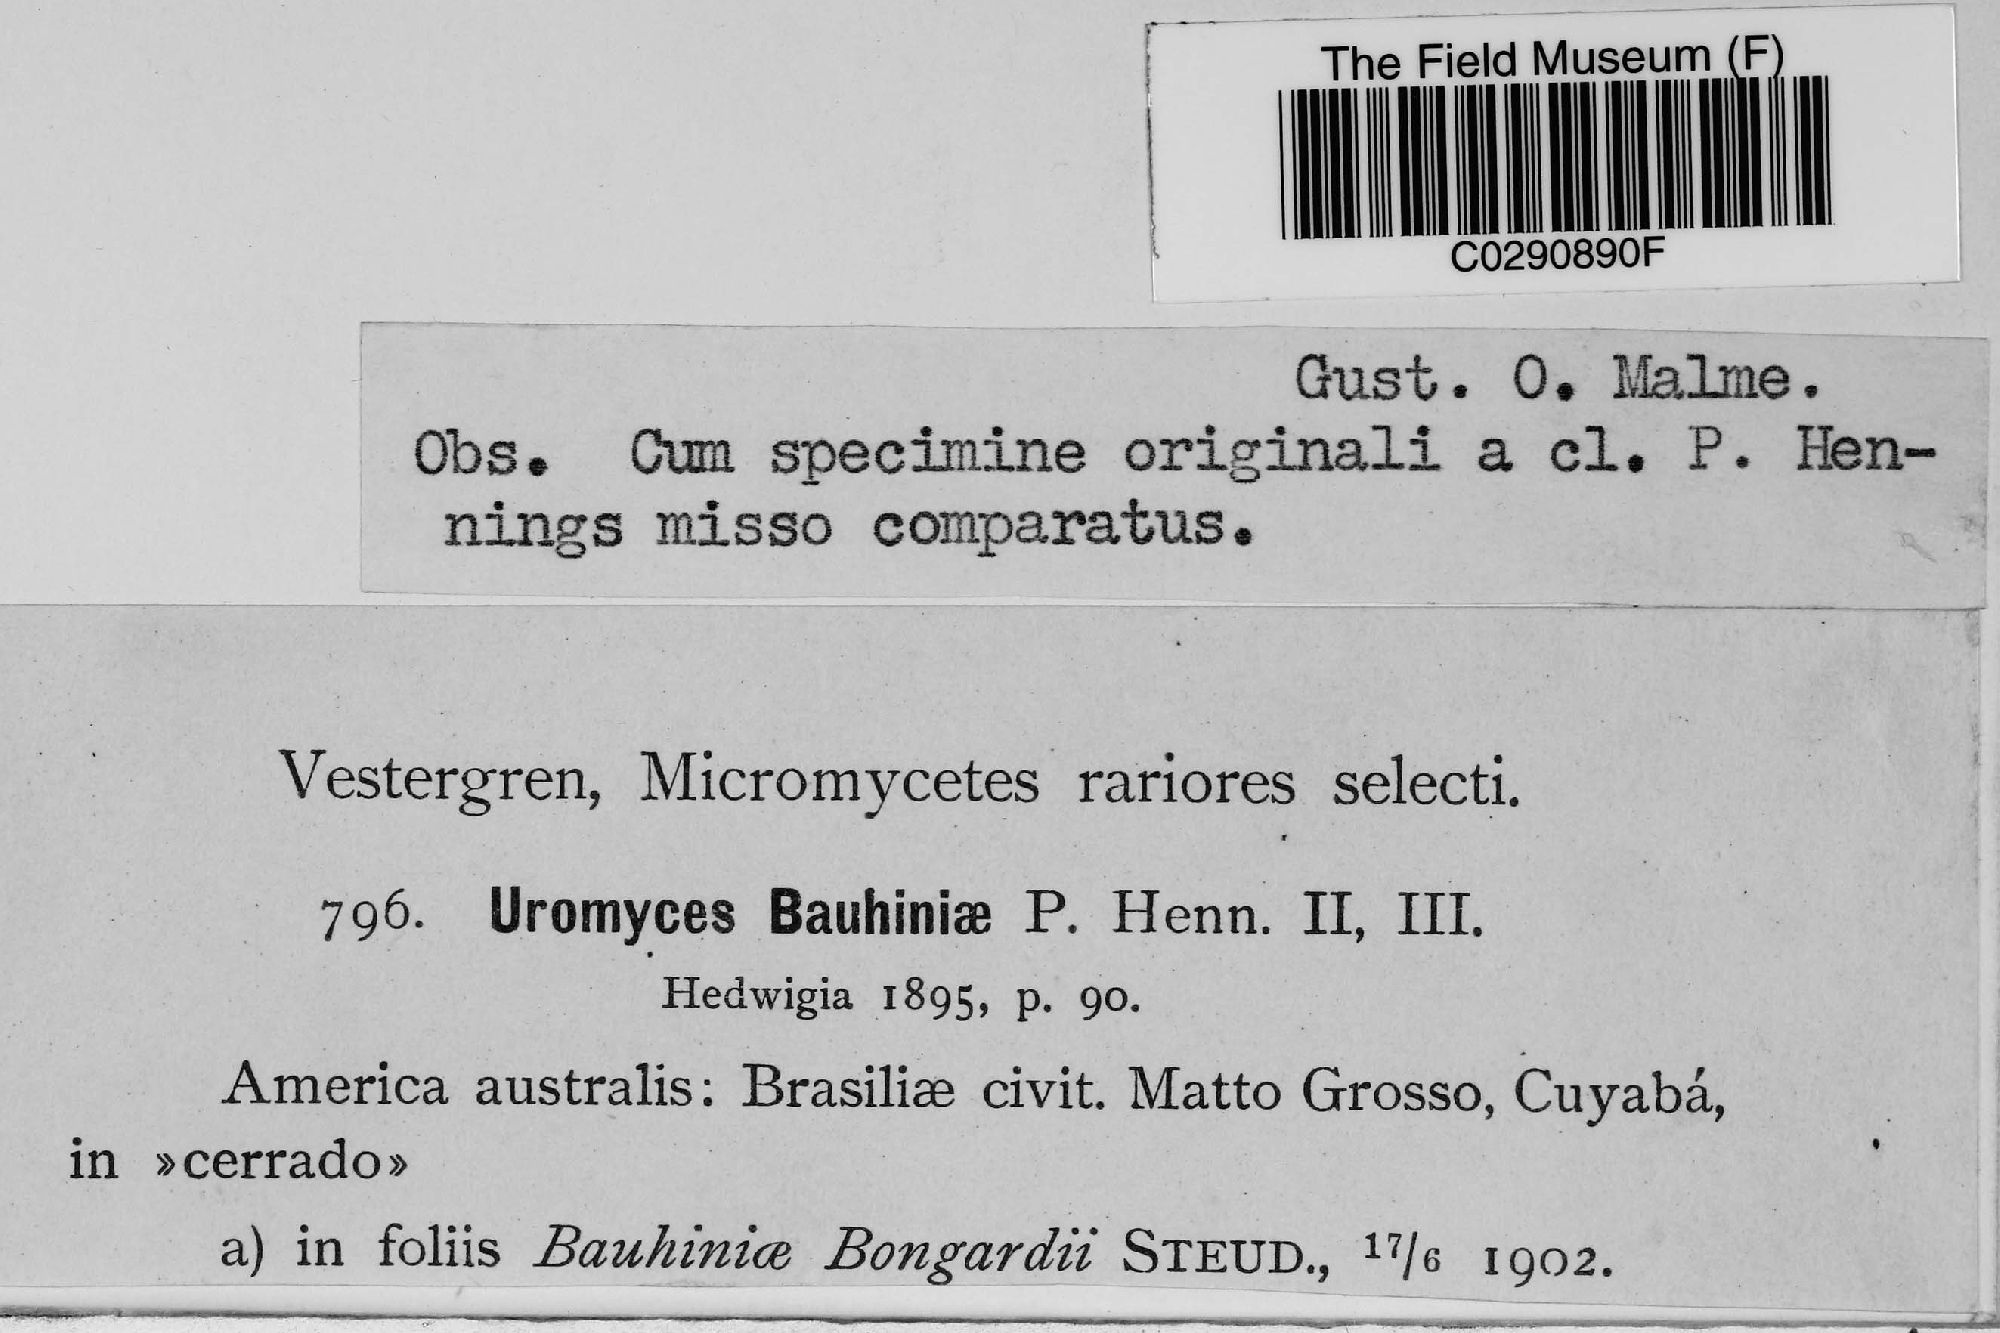 The Field Museum (F)
C0290890F
Gust. O. Malme.
Obs. Cum specimine originali a cl. P. Hen-
nings misso comparatus.
Vestergren, Micromycetes rariores selecti.
796. Uromyces Bauhiniæ P. Henn. II, III.
Hedwigia 1895, p. 90.
America australis: Brasiliæ civit. Matto Grosso, Cuyabá,
in »cerrado»
a) in foliis Bauhiniæ Bongardii STEUD., 17/6 1902.